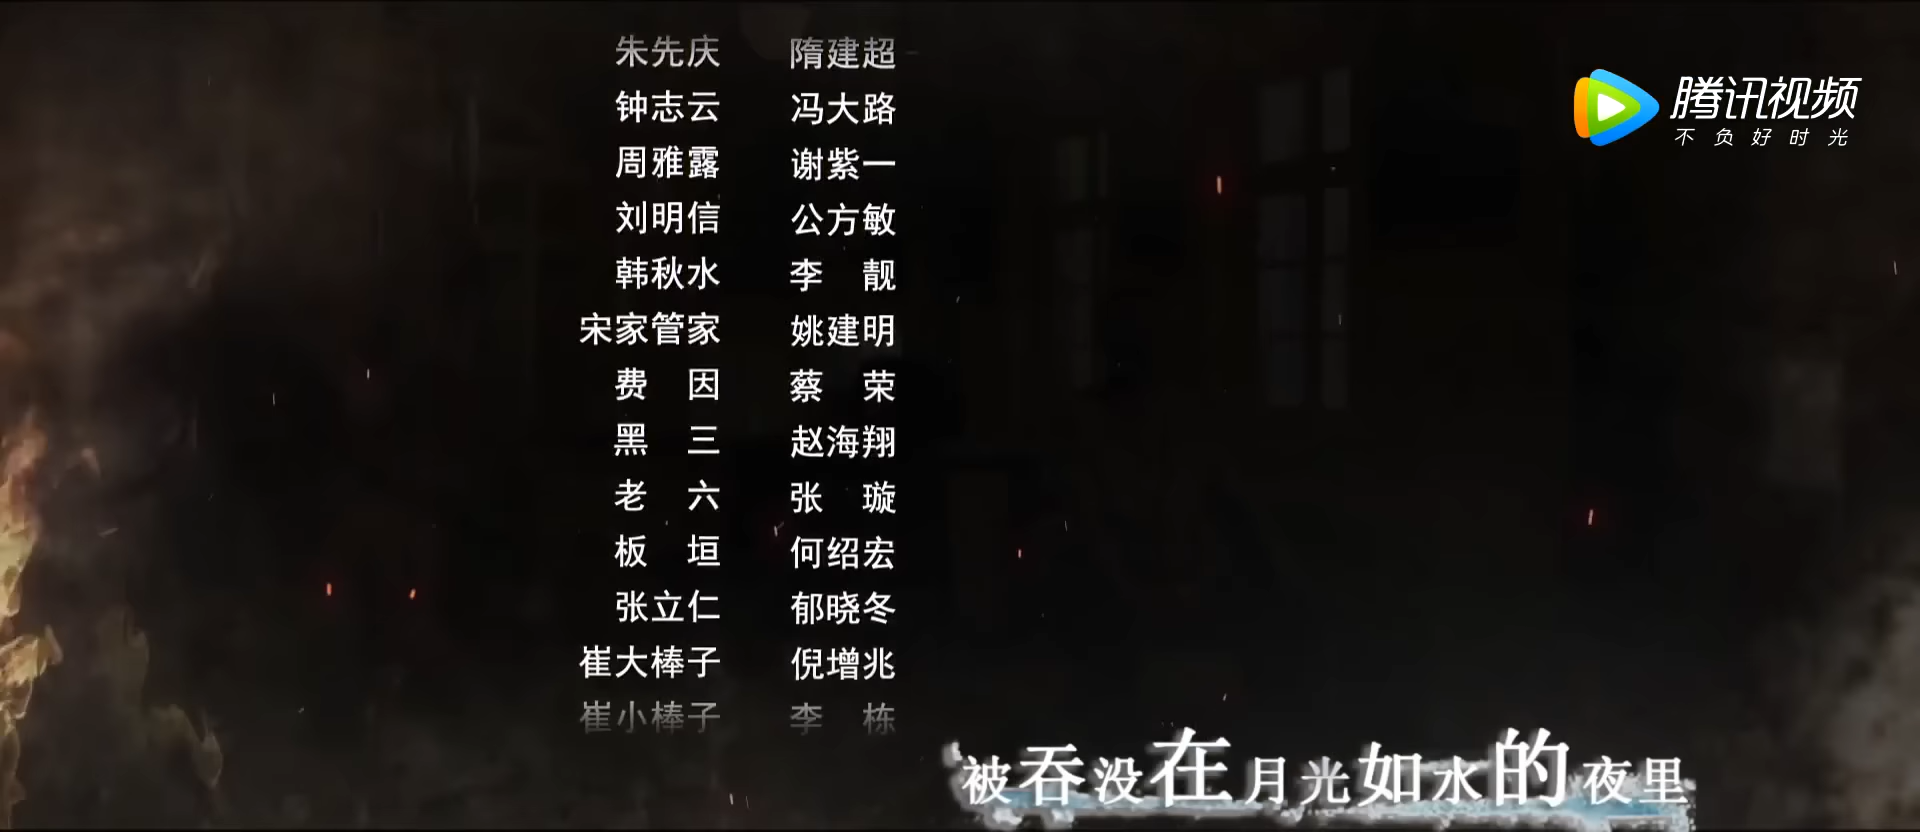 朱先庆 隋建超
钟志云 冯大路
周雅露 谢紫一
刘明信 公方敏
韩秋水 李 靓
宋家管家 姚建明
费 因 蔡 荣
黑 三 赵海翔
老 六 张 璇
板 垣 何绍宏
张立仁 郁晓冬
崔大棒子 倪增兆
崔小棒子 李 栋
腾讯视频
不负好时光
被吞没在月光如水的夜里